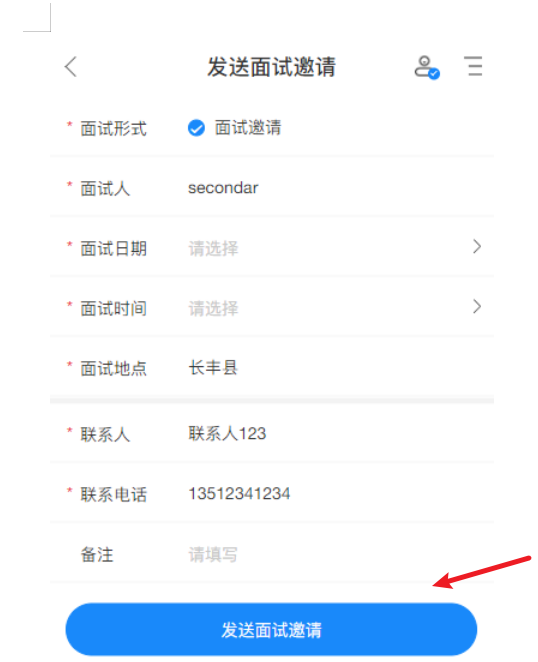 发送面试邀请
* 面试形式 面试邀请
* 面试人 secondar
* 面试日期 请选择
* 面试时间 请选择
* 面试地点 长丰县
* 联系人 联系人123
* 联系电话 13512341234
备注 请填写
发送面试邀请